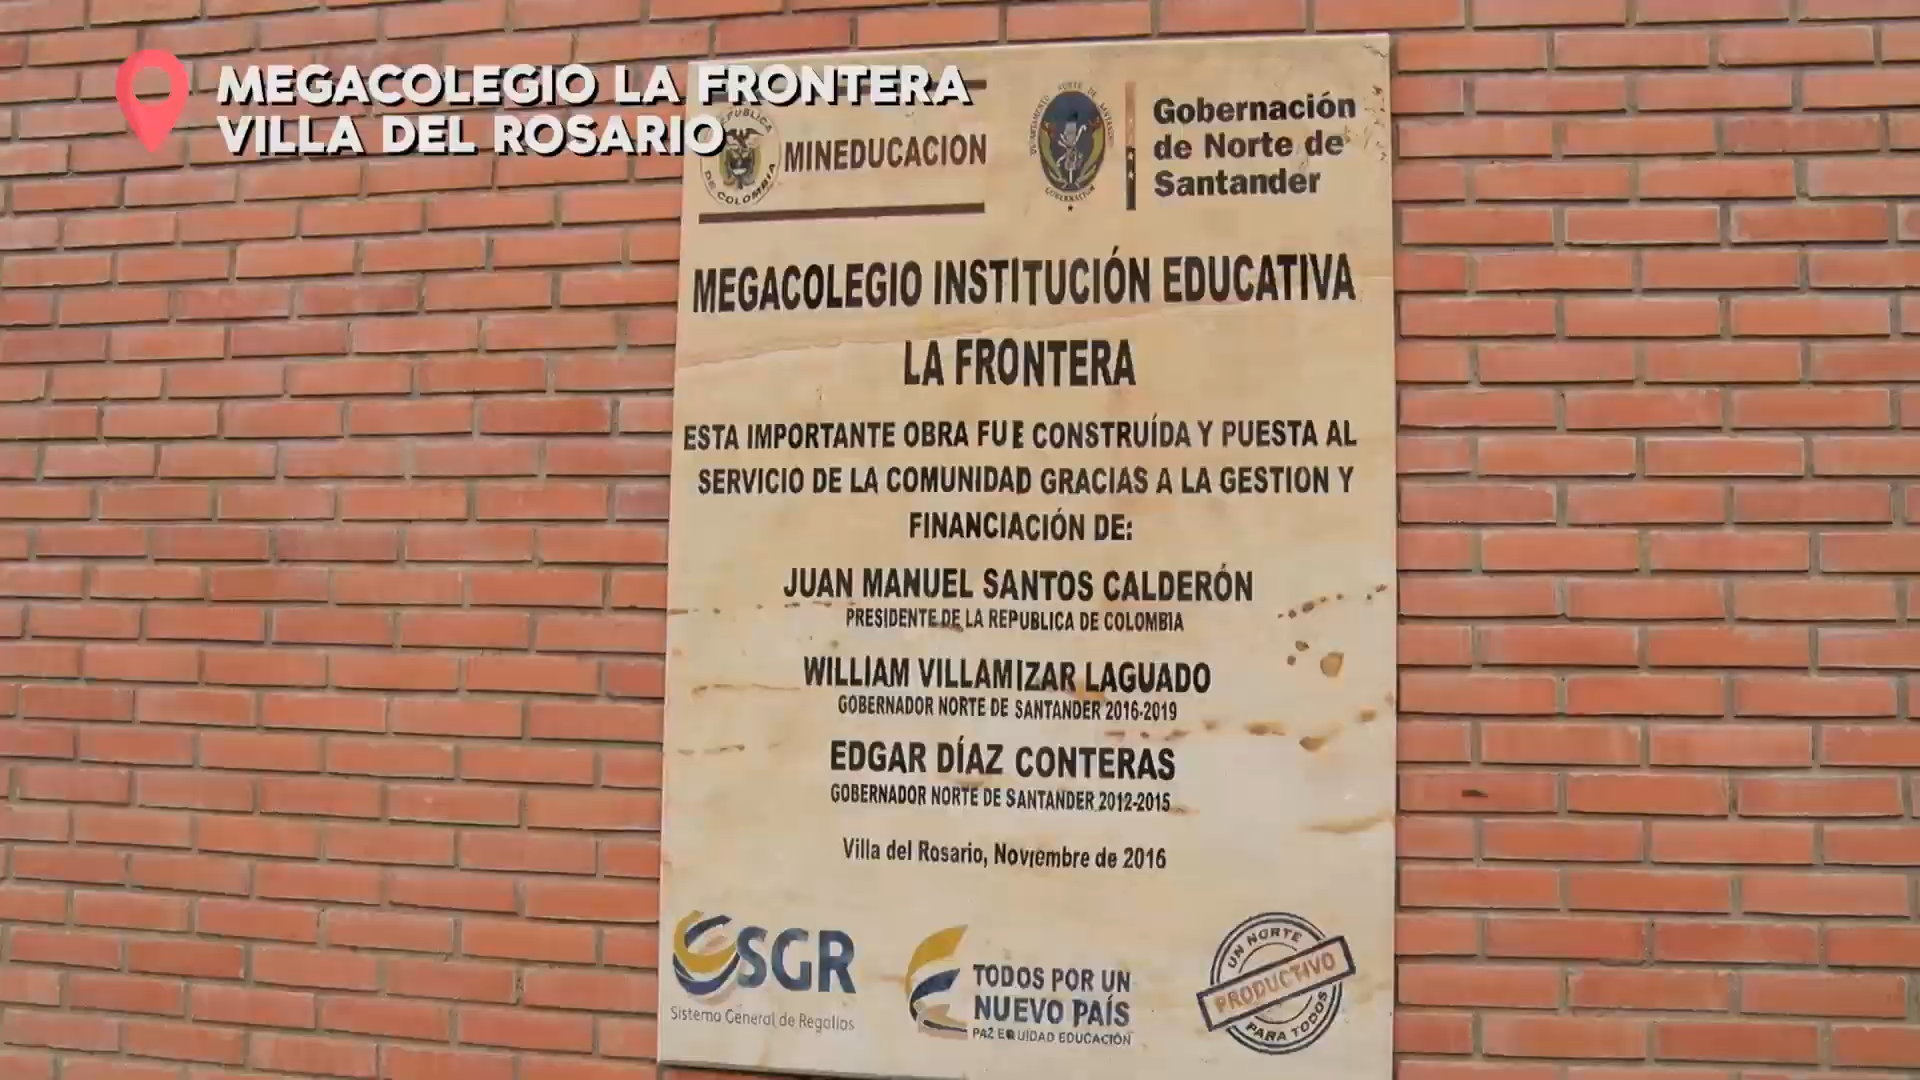 MEGACOLEGIO LA FRONTERA
VILLA DEL ROSARIO
REPUBLICA
DE COLOMBIA
MINEDUCACION
Gobernación
de Norte de
Santander
MEGACOLEGIO INSTITUCIÓN EDUCATIVA
LA FRONTERA
ESTA IMPORTANTE OBRA FUE CONSTRUÍDA Y PUESTA AL
SERVICIO DE LA COMUNIDAD GRACIAS A LA GESTION Y
FINANCIACIÓN DE:
JUAN MANUEL SANTOS CALDERÓN
PRESIDENTE DE LA REPUBLICA DE COLOMBIA
WILLIAM VILLAMIZAR LAGUADO
GOBERNADOR NORTE DE SANTANDER 2016-2019
EDGAR DÍAZ CONTERAS
GOBERNADOR NORTE DE SANTANDER 2012-2015
Villa del Rosario, Noviembre de 2016
SGR
Sistema General de Regalías
TODOS POR UN
NUEVO PAÍS
PAZ EQUIDAD EDUCACIÓN
UN NORTE
PRODUCTIVO
PARA TODOS